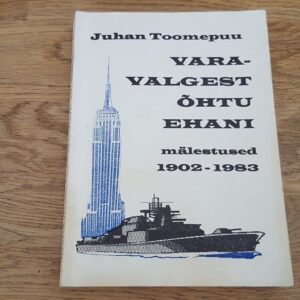 Juhan Toomepuu
VARA-
VALGEST
ÕHTU
EHANI
mälestused
1902-1983